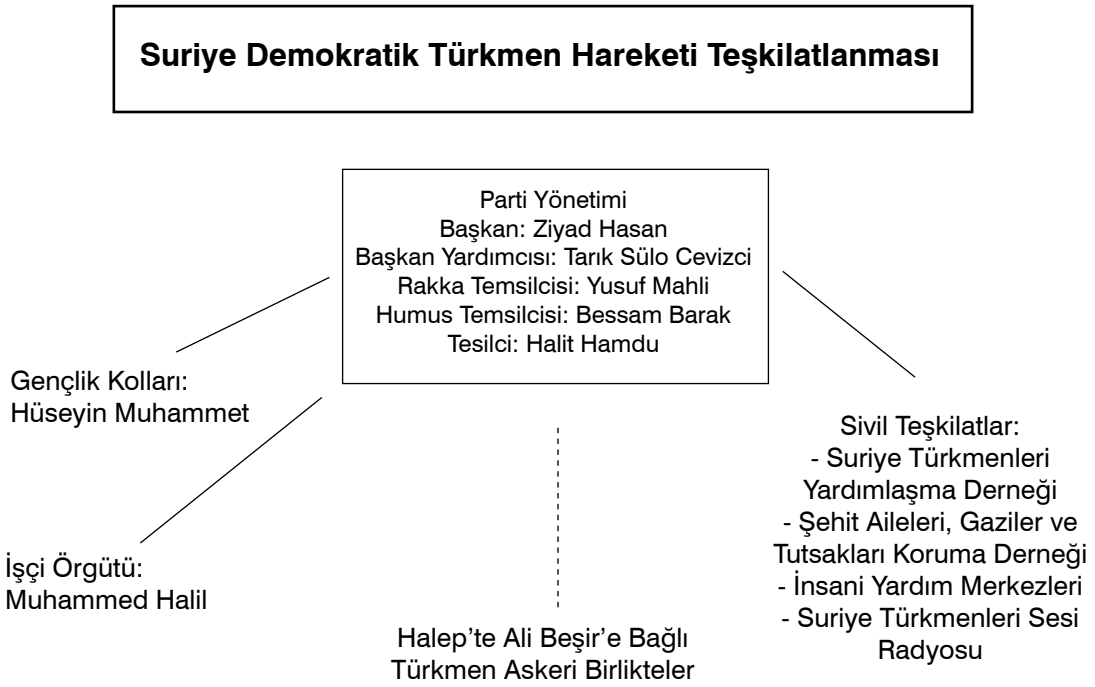 Suriye Demokratik Türkmen Hareketi Teşkilatlanması
Parti Yönetimi
Başkan: Ziyad Hasan
Başkan Yardımcısı: Tarık Sülo Cevizci
Rakka Temsilcisi: Yusuf Mahli
Humus Temsilcisi: Bessam Barak
Tesilci: Halit Hamdu
Gençlik Kolları:
Hüseyin Muhammet
İşçi Örgütü:
Muhammed Halil
Halep’te Ali Beşir’e Bağlı
Türkmen Askeri Birlikteler
Sivil Teşkilatlar:
- Suriye Türkmenleri
Yardımlaşma Derneği
- Şehit Aileleri, Gaziler ve
Tutsakları Koruma Derneği
- İnsani Yardım Merkezleri
- Suriye Türkmenleri Sesi
Radyosu